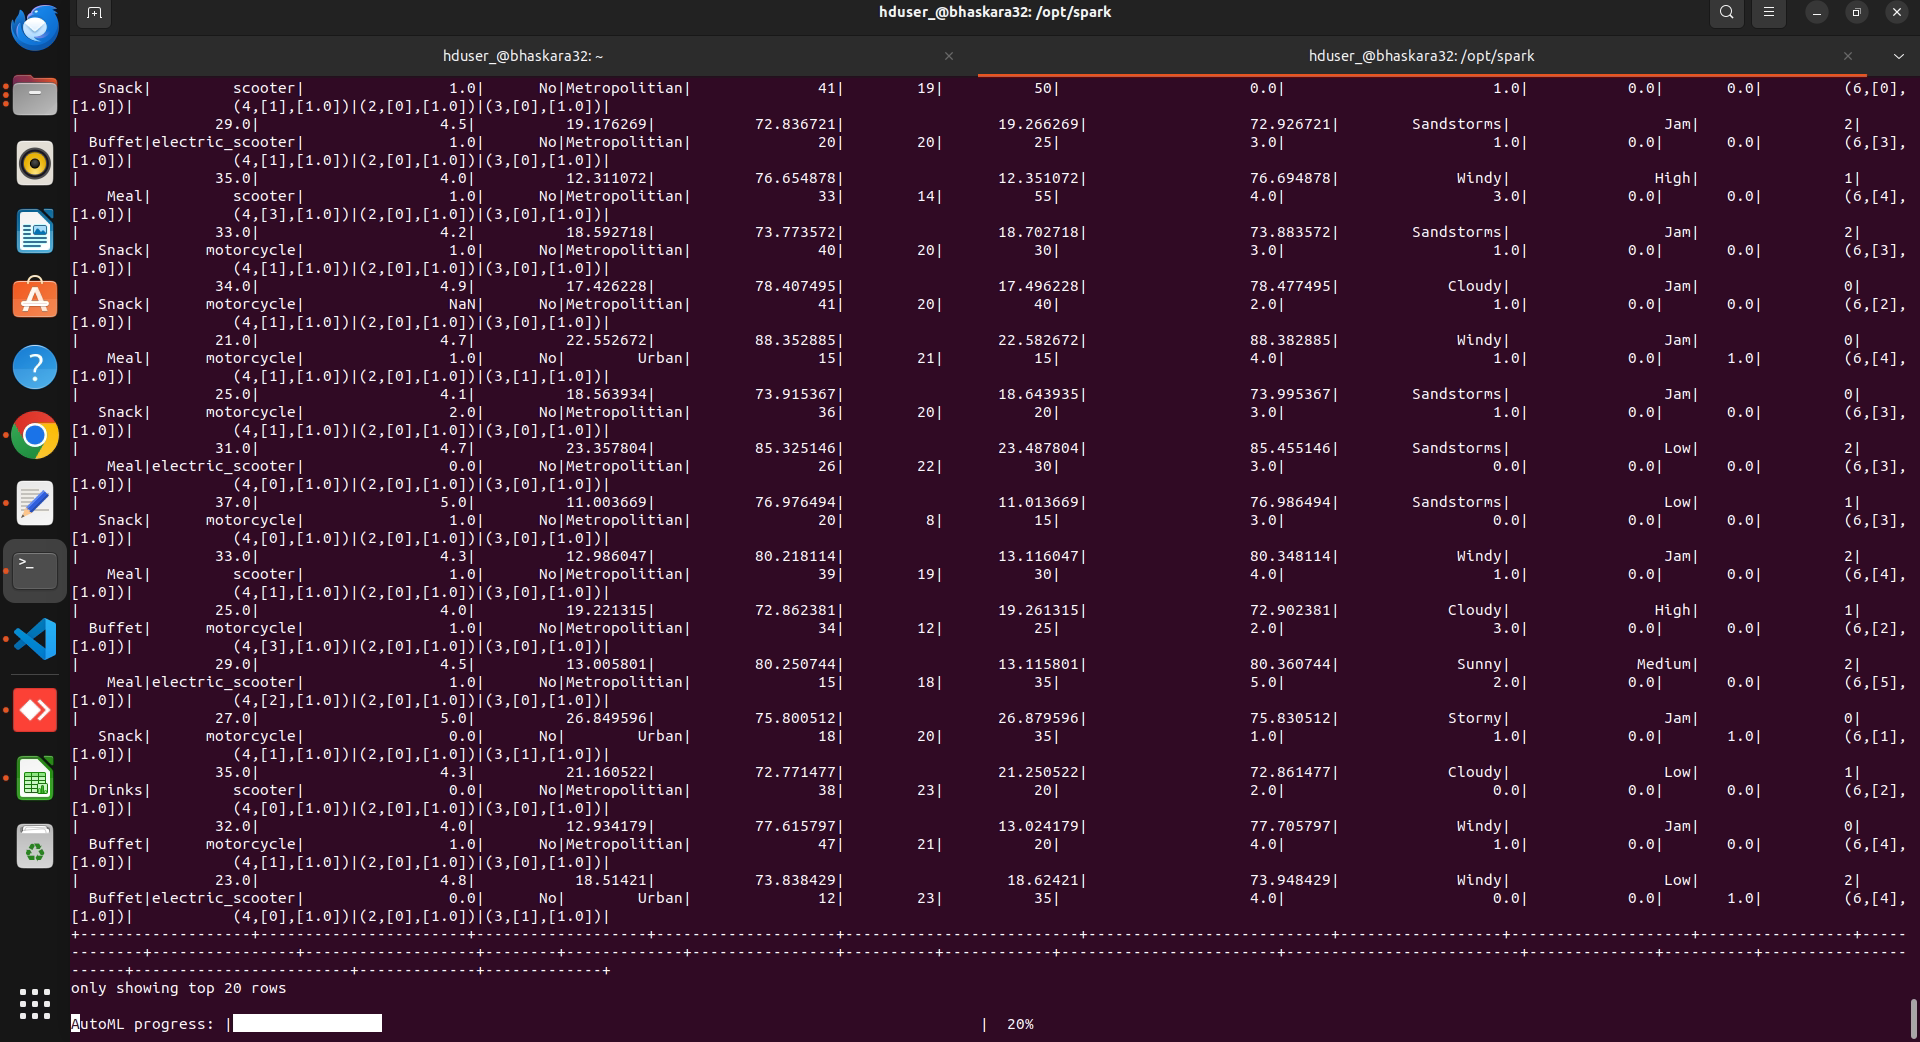 hduser_@bhaskara32: /opt/spark
hduser_@bhaskara32: ~
hduser_@bhaskara32: /opt/spark
Snack| scooter| 1.0| No|Metropolitian| 41| 19| 50| 0.0| 1.0| 0.0| 0.0| (6,[0],
[1.0])| (4,[1],[1.0])|(2,[0],[1.0])|(3,[0],[1.0])|
| 29.0| 4.5| 19.176269| 72.836721| 19.266269| 72.926721| Sandstorms| Jam| 2|
Buffet|electric_scooter| 1.0| No|Metropolitian| 20| 20| 25| 3.0| 1.0| 0.0| 0.0| (6,[3],
[1.0])| (4,[1],[1.0])|(2,[0],[1.0])|(3,[0],[1.0])|
| 35.0| 4.0| 12.311072| 76.654878| 12.351072| 76.694878| Windy| High| 1|
Meal| scooter| 1.0| No|Metropolitian| 33| 14| 55| 4.0| 3.0| 0.0| 0.0| (6,[4],
[1.0])| (4,[3],[1.0])|(2,[0],[1.0])|(3,[0],[1.0])|
| 33.0| 4.2| 18.592718| 73.773572| 18.702718| 73.883572| Sandstorms| Jam| 2|
Snack| motorcycle| 1.0| No|Metropolitian| 40| 20| 30| 3.0| 1.0| 0.0| 0.0| (6,[3],
[1.0])| (4,[1],[1.0])|(2,[0],[1.0])|(3,[0],[1.0])|
| 34.0| 4.9| 17.426228| 78.407495| 17.496228| 78.477495| Cloudy| Jam| 0|
Snack| motorcycle| NaN| No|Metropolitian| 41| 20| 40| 2.0| 1.0| 0.0| 0.0| (6,[2],
[1.0])| (4,[1],[1.0])|(2,[0],[1.0])|(3,[0],[1.0])|
| 21.0| 4.7| 22.552672| 88.352885| 22.582672| 88.382885| Windy| Jam| 0|
Meal| motorcycle| 1.0| No| Urban| 15| 21| 15| 4.0| 1.0| 0.0| 1.0| (6,[4],
[1.0])| (4,[1],[1.0])|(2,[0],[1.0])|(3,[1],[1.0])|
| 25.0| 4.1| 18.563934| 73.915367| 18.643935| 73.995367| Sandstorms| Jam| 0|
Snack| motorcycle| 2.0| No|Metropolitian| 36| 20| 20| 3.0| 1.0| 0.0| 0.0| (6,[3],
[1.0])| (4,[1],[1.0])|(2,[0],[1.0])|(3,[0],[1.0])|
| 31.0| 4.7| 23.357804| 85.325146| 23.487804| 85.455146| Sandstorms| Low| 2|
Meal|electric_scooter| 0.0| No|Metropolitian| 26| 22| 30| 3.0| 0.0| 0.0| 0.0| (6,[3],
[1.0])| (4,[0],[1.0])|(2,[0],[1.0])|(3,[0],[1.0])|
| 37.0| 5.0| 11.003669| 76.976494| 11.013669| 76.986494| Sandstorms| Low| 1|
Snack| motorcycle| 1.0| No|Metropolitian| 20| 8| 15| 3.0| 0.0| 0.0| 0.0| (6,[3],
[1.0])| (4,[0],[1.0])|(2,[0],[1.0])|(3,[0],[1.0])|
| 33.0| 4.3| 12.986047| 80.218114| 13.116047| 80.348114| Windy| Jam| 2|
Meal| scooter| 1.0| No|Metropolitian| 39| 19| 30| 4.0| 1.0| 0.0| 0.0| (6,[4],
[1.0])| (4,[1],[1.0])|(2,[0],[1.0])|(3,[0],[1.0])|
| 25.0| 4.0| 19.221315| 72.862381| 19.261315| 72.902381| Cloudy| High| 1|
Buffet| motorcycle| 1.0| No|Metropolitian| 34| 12| 25| 2.0| 3.0| 0.0| 0.0| (6,[2],
[1.0])| (4,[3],[1.0])|(2,[0],[1.0])|(3,[0],[1.0])|
| 29.0| 4.5| 13.005801| 80.250744| 13.115801| 80.360744| Sunny| Medium| 2|
Meal|electric_scooter| 1.0| No|Metropolitian| 15| 18| 35| 5.0| 2.0| 0.0| 0.0| (6,[5],
[1.0])| (4,[2],[1.0])|(2,[0],[1.0])|(3,[0],[1.0])|
| 27.0| 5.0| 26.849596| 75.800512| 26.879596| 75.830512| Stormy| Jam| 0|
Snack| motorcycle| 0.0| No| Urban| 18| 20| 35| 1.0| 1.0| 0.0| 1.0| (6,[1],
[1.0])| (4,[1],[1.0])|(2,[0],[1.0])|(3,[1],[1.0])|
| 35.0| 4.3| 21.160522| 72.771477| 21.250522| 72.861477| Cloudy| Low| 1|
Drinks| scooter| 0.0| No|Metropolitian| 38| 23| 20| 2.0| 0.0| 0.0| 0.0| (6,[2],
[1.0])| (4,[0],[1.0])|(2,[0],[1.0])|(3,[0],[1.0])|
| 32.0| 4.0| 12.934179| 77.615797| 13.024179| 77.705797| Windy| Jam| 0|
Buffet| motorcycle| 1.0| No|Metropolitian| 47| 21| 20| 4.0| 1.0| 0.0| 0.0| (6,[4],
[1.0])| (4,[1],[1.0])|(2,[0],[1.0])|(3,[0],[1.0])|
| 23.0| 4.8| 18.51421| 73.838429| 18.62421| 73.948429| Windy| Low| 2|
Buffet|electric_scooter| 0.0| No| Urban| 12| 23| 35| 4.0| 0.0| 0.0| 1.0| (6,[4],
[1.0])| (4,[0],[1.0])|(2,[0],[1.0])|(3,[1],[1.0])|
only showing top 20 rows
AutoML progress: | | 20%